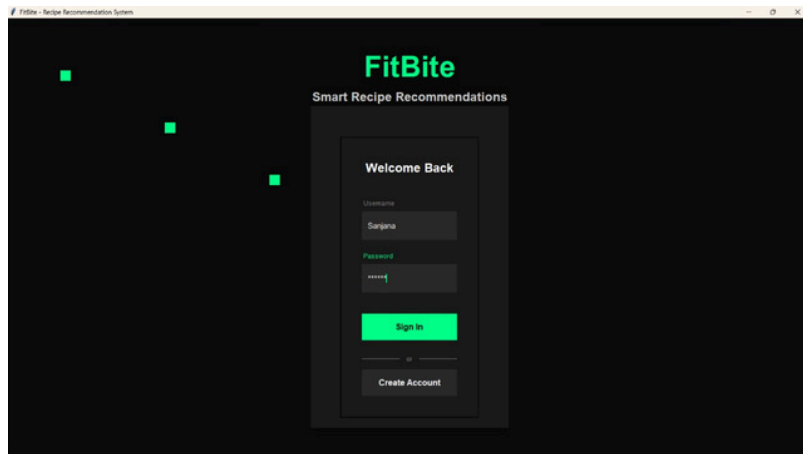 FitBite - Recipe Recommendation System
FitBite
Smart Recipe Recommendations
Welcome Back
Username
Sanjana
Password
******
Sign In
or
Create Account